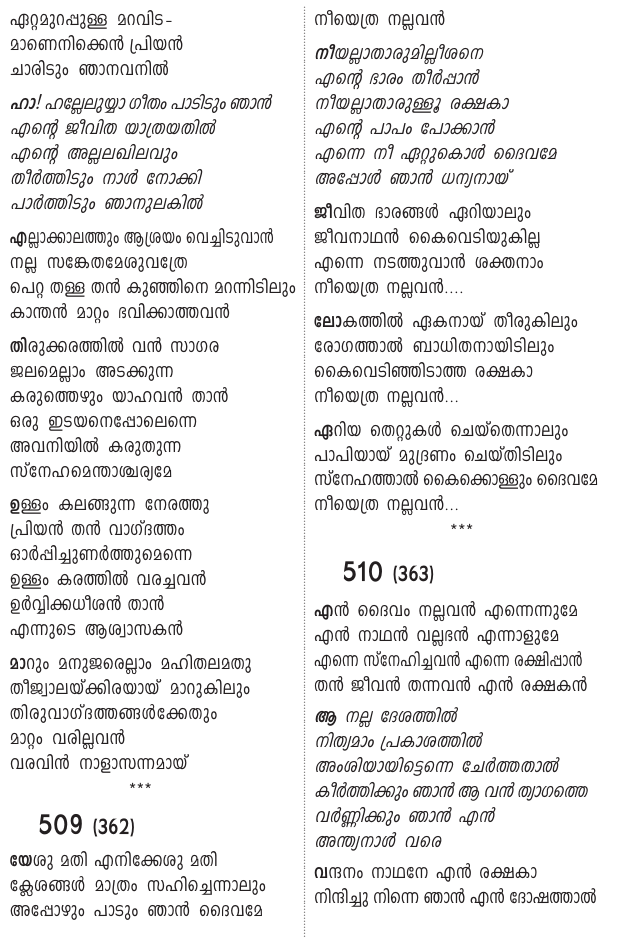 ഏറ്റമുറപ്പുള്ള മറവിട-
മാണെനിക്കെൻ പ്രിയൻ
ചാരിടും ഞാനവനിൽ
ഹാ! ഹല്ലേലുയ്യാ ഗീതം പാടിടും ഞാൻ
എന്റെ ജീവിത യാത്രയതിൽ
എന്റെ അല്ലലഖിലവും
തീർത്തിടും നാൾ നോക്കി
പാർത്തിടും ഞാനുലകിൽ
എല്ലാക്കാലത്തും ആശ്രയം വെച്ചിടുവാൻ
നല്ല സങ്കേതമേശുവത്രേ
പെറ്റ തള്ള തൻ കുഞ്ഞിനെ മറന്നിടിലും
കാന്തൻ മാറ്റം ഭവിക്കാത്തവൻ
തിരുക്കരത്തിൽ വൻ സാഗര
ജലമെല്ലാം അടക്കുന്ന
കരുത്തെഴും യാഹവൻ താൻ
ഒരു ഇടയനെപ്പോലെന്നെ
അവനിയിൽ കരുതുന്ന
സ്നേഹമെന്താശ്ചര്യമേ
ഉള്ളം കലങ്ങുന്ന നേരത്തു
പ്രിയൻ തൻ വാഗ്ദത്തം
ഓർപ്പിച്ചുണർത്തുമെന്നെ
ഉള്ളം കരത്തിൽ വരച്ചവൻ
ഉർവ്വിക്കധീശൻ താൻ
എന്നുടെ ആശ്വാസകൻ
മാറും മനുജരെല്ലാം മഹിതലമതു
തീജ്വാലയ്ക്കിരയായ് മാറുകിലും
തിരുവാഗ്ദത്തങ്ങൾക്കേതും
മാറ്റം വരില്ലവൻ
വരവിൻ നാളാസന്നമായ്
***
509 (362)
യേശു മതി എനിക്കേശു മതി
ക്ലേശങ്ങൾ മാത്രം സഹിച്ചെന്നാലും
അപ്പോഴും പാടും ഞാൻ ദൈവമേ
നീയെത്ര നല്ലവൻ
നീയല്ലാതാരുമില്ലീശനെ
എന്റെ ഭാരം തീർപ്പാൻ
നീയല്ലാതാരുള്ളൂ രക്ഷകാ
എന്റെ പാപം പോക്കാൻ
എന്നെ നീ ഏറ്റുകൊൾ ദൈവമേ
അപ്പോൾ ഞാൻ ധന്യനായ്
ജീവിത ഭാരങ്ങൾ ഏറിയാലും
ജീവനാഥൻ കൈവെടിയുകില്ല
എന്നെ നടത്തുവാൻ ശക്തനാം
നീയെത്ര നല്ലവൻ....
ലോകത്തിൽ ഏകനായ് തീരുകിലും
രോഗത്താൽ ബാധിതനായിടിലും
കൈവെടിഞ്ഞിടാത്ത രക്ഷകാ
നീയെത്ര നല്ലവൻ...
ഏറിയ തെറ്റുകൾ ചെയ്തെന്നാലും
പാപിയായ് മുദ്രണം ചെയ്തിടിലും
സ്നേഹത്താൽ കൈക്കൊള്ളും ദൈവമേ
നീയെത്ര നല്ലവൻ...
***
510 (363)
എൻ ദൈവം നല്ലവൻ എന്നെന്നുമേ
എൻ നാഥൻ വല്ലഭൻ എന്നാളുമേ
എന്നെ സ്നേഹിച്ചവൻ എന്നെ രക്ഷിപ്പാൻ
തൻ ജീവൻ തന്നവൻ എൻ രക്ഷകൻ
ആ നല്ല ദേശത്തിൽ
നിത്യമാം പ്രകാശത്തിൽ
അംശിയായിട്ടെന്നെ ചേർത്തതാൽ
കീർത്തിക്കും ഞാൻ ആ വൻ ത്യാഗത്തെ
വർണ്ണിക്കും ഞാൻ എൻ
അന്ത്യനാൾ വരെ
വന്ദനം നാഥനേ എൻ രക്ഷകാ
നിന്ദിച്ചു നിന്നെ ഞാൻ എൻ ദോഷത്താൽ